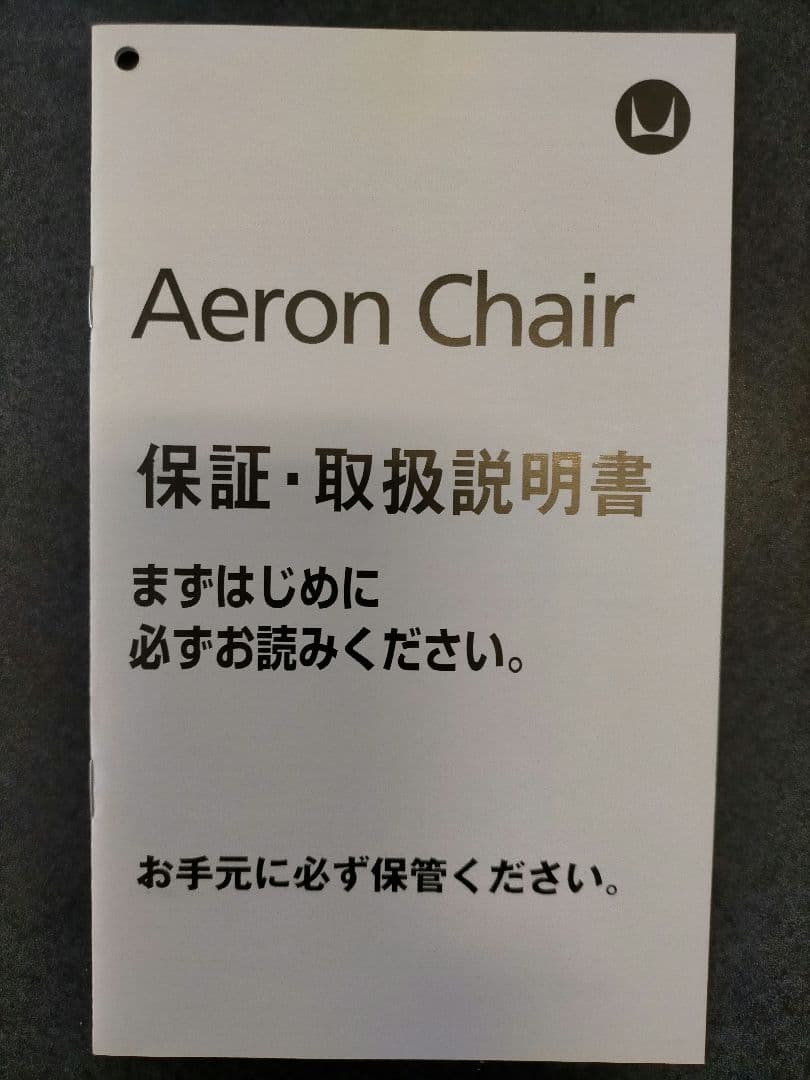 Aeron Chair
保証・取扱説明書
まずはじめに
必ずお読みください。
お手元に必ず保管ください。